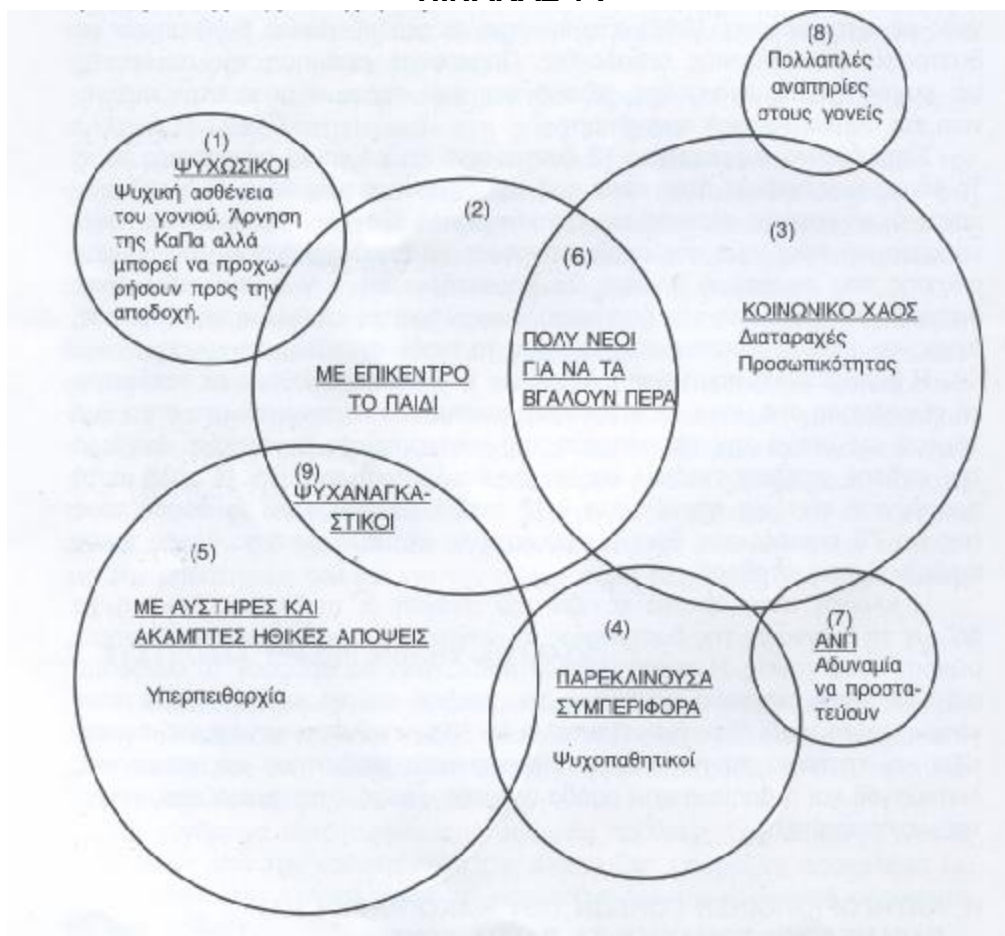 (8)
Πολλαπλές
αναπηρίες
στους γονείς
(1)
ΨΥΧΩΣΙΚΟΙ
Ψυχική ασθένεια
του γονιού. Άρνηση
της ΚαΠα αλλά
μπορεί να προχω-
ρήσουν προς την
αποδοχή.
(2)
(3)
(6)
ΚΟΙΝΩΝΙΚΟ ΧΑΟΣ
Διαταραχές
Προσωπικότητας
ΠΟΛΥ ΝΕΟΙ
ΓΙΑ ΝΑ ΤΑ
ΒΓΑΛΟΥΝ ΠΕΡΑ
ΜΕ ΕΠΙΚΕΝΤΡΟ
ΤΟ ΠΑΙΔΙ
(9)
ΨΥΧΑΝΑΓΚΑ-
ΣΤΙΚΟΙ
(5)
ΜΕ ΑΥΣΤΗΡΕΣ ΚΑΙ
ΑΚΑΜΠΤΕΣ ΗΘΙΚΕΣ ΑΠΟΨΕΙΣ
Υπερπειθαρχία
(4)
ΠΑΡΕΚΛΙΝΟΥΣΑ
ΣΥΜΠΕΡΙΦΟΡΑ
Ψυχοπαθητικοί
(7)
ΑΝΠ
Αδυναμία
να προστα-
τεύουν